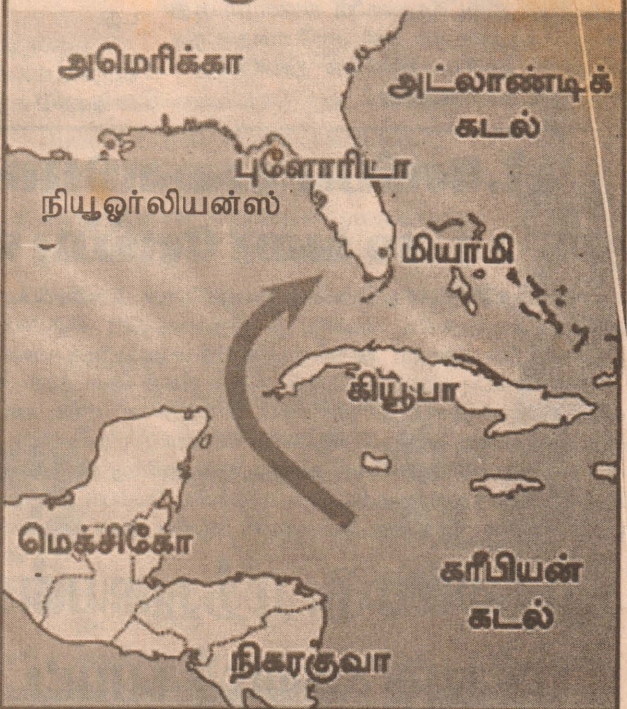 அமெரிக்கா
அட்லாண்டிக்
கடல்
புளோரிடா
நியூஓர்லியன்ஸ்
மியாமி
கியூபா
மெக்சிகோ
கரீபியன்
கடல்
நிகரகுவா